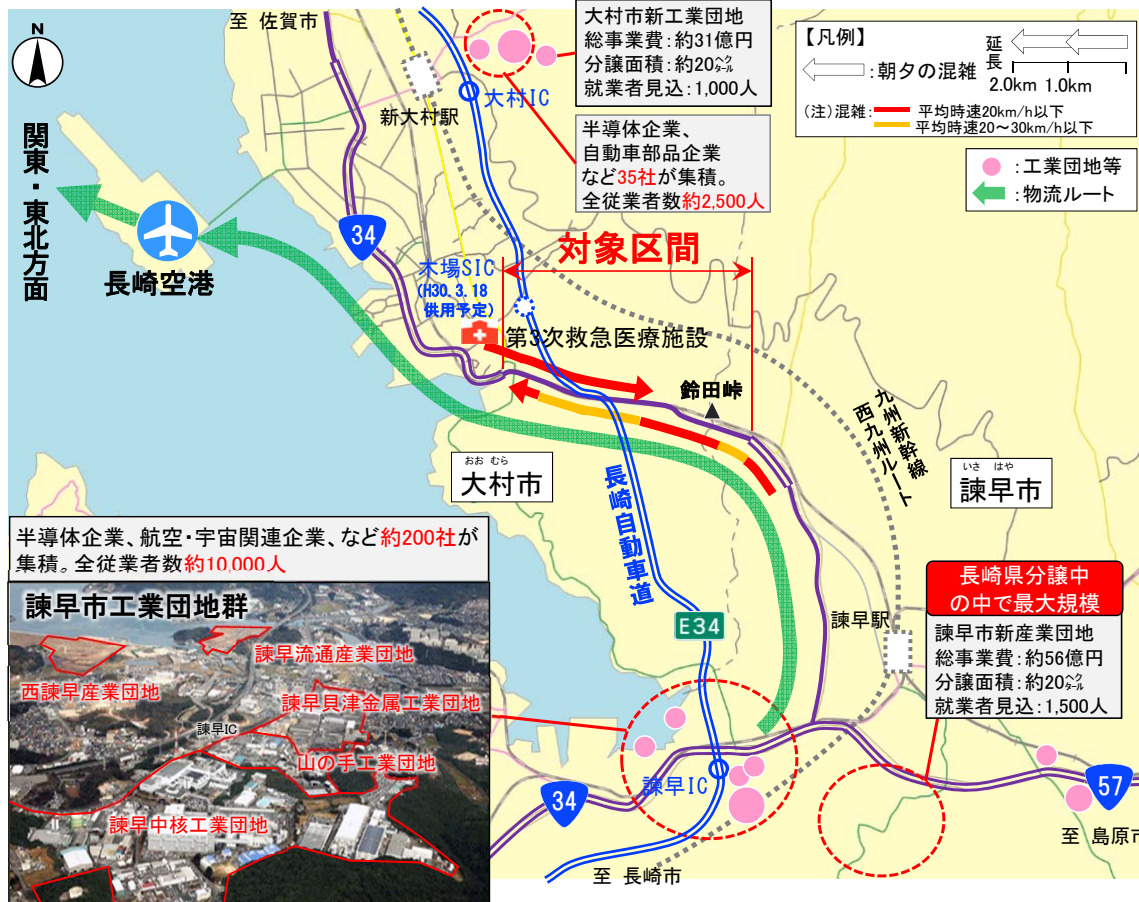 至 佐賀市
N
関東・東北方面
長崎空港
34
新大村駅
大村IC
大村市新工業団地
総事業費:約31億円
分譲面積:約20㌶
就業者見込:1,000人
半導体企業、
自動車部品企業
など35社が集積。
全従業者数約2,500人
【凡例】
:朝夕の混雑
延長
2.0km 1.0km
(注)混雑:
平均時速20km/h以下
平均時速20~30km/h以下
:工業団地等
:物流ルート
対象区間
木場SIC
(H30.3.18
供用予定)
第3次救急医療施設
鈴田峠
九州新幹線
西九州ルート
おお むら
大村市
いさ はや
諫早市
長崎自動車道
E34
半導体企業、航空・宇宙関連企業、など約200社が
集積。全従業者数約10,000人
諫早市工業団地群
諫早流通産業団地
西諫早産業団地
諫早貝津金属工業団地
諫早IC
山の手工業団地
諫早中核工業団地
諫早駅
長崎県分譲中
の中で最大規模
諫早市新産業団地
総事業費:約56億円
分譲面積:約20㌶
就業者見込:1,500人
諫早IC
34
57
至 島原市
至 長崎市